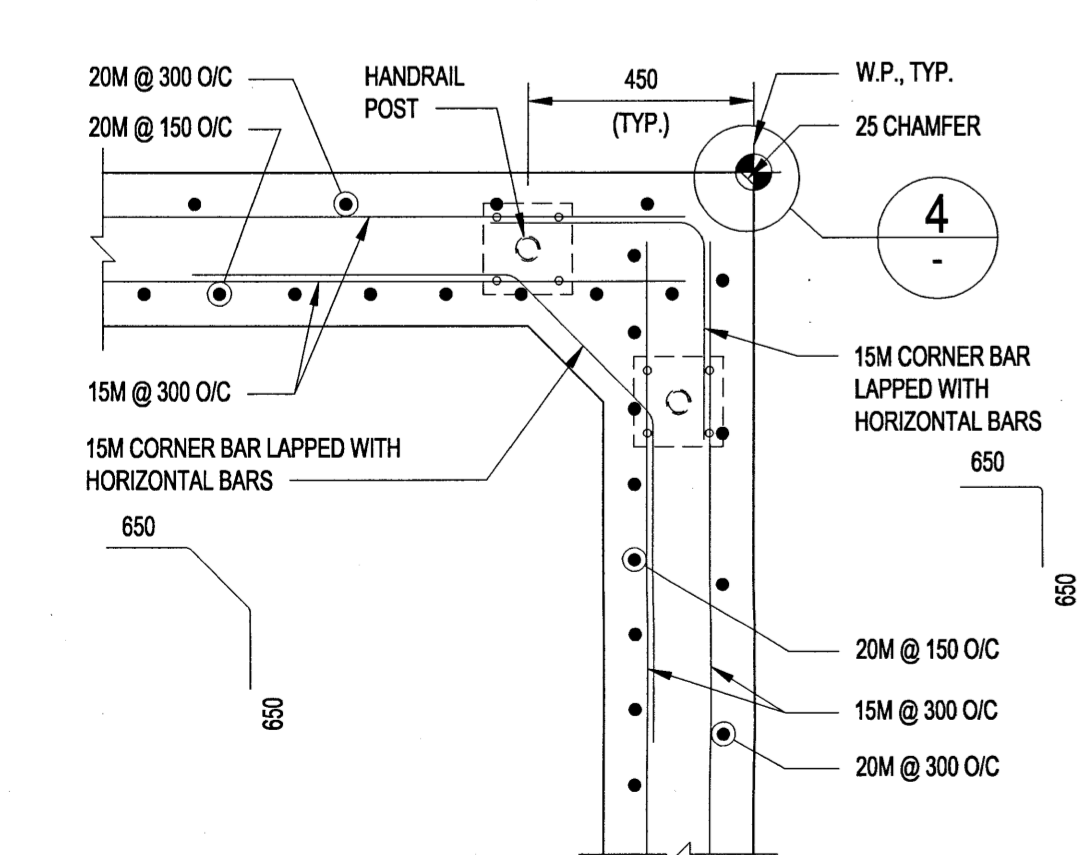 20M @ 300 O/C
20M @ 150 O/C
HANDRAIL
POST
450
(TYP.)
W.P., TYP.
25 CHAMFER
4
-
15M @ 300 O/C
15M CORNER BAR LAPPED WITH
HORIZONTAL BARS
650
650
15M CORNER BAR
LAPPED WITH
HORIZONTAL BARS
650
650
20M @ 150 O/C
15M @ 300 O/C
20M @ 300 O/C